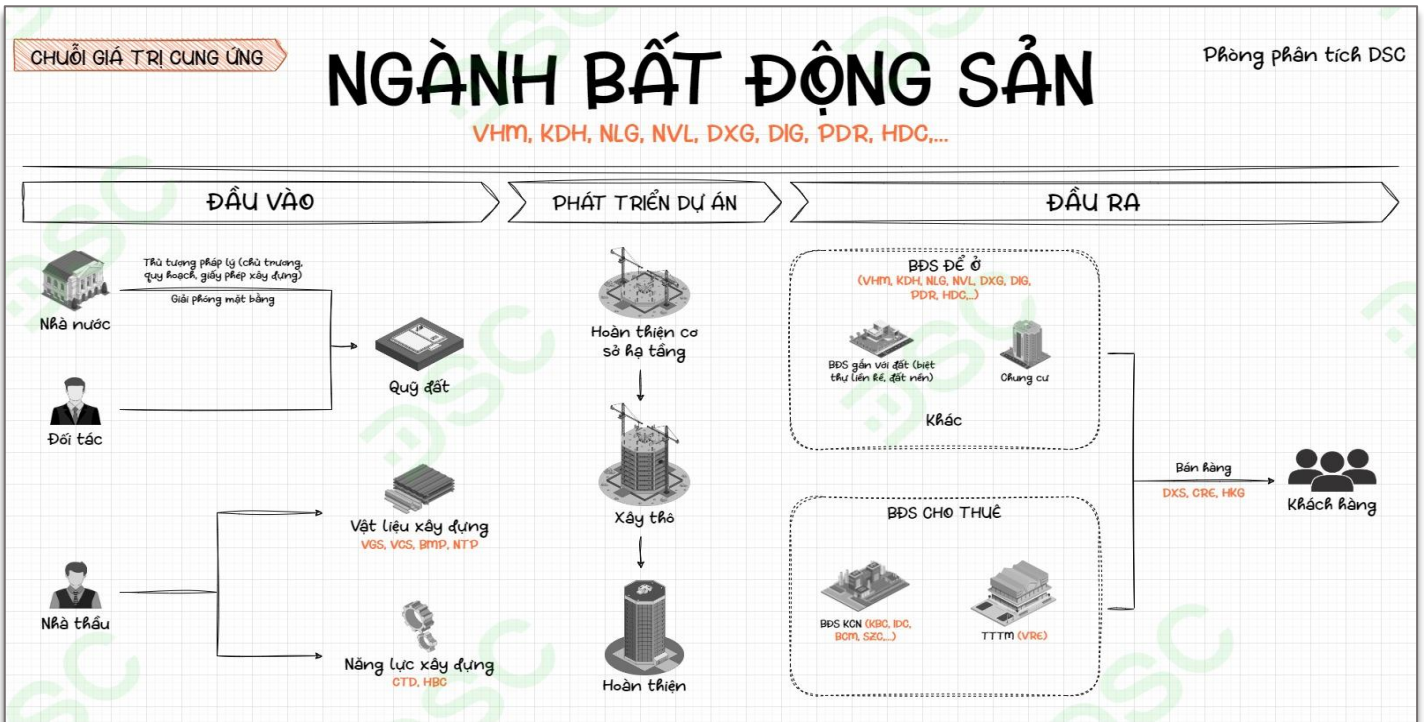 CHUỖI GIÁ TRỊ CUNG ỨNG
NGÀNH BẤT ĐỘNG SẢN
Phòng phân tích DSC
VHM, KDH, NLG, NVL, DXG, DIG, PDR, HDC,...
ĐẦU VÀO
PHÁT TRIỂN DỰ ÁN
ĐẦU RA
Thủ tượng pháp lý (chủ trương,
quy hoạch, giấy phép xây dựng)
Giải phóng mặt bằng
Nhà nước
Quỹ đất
Đối tác
Vật liệu xây dựng
VGS, VCS, BMP, NTP
Nhà thầu
Năng lực xây dựng
CTD, HBC
Hoàn thiện cơ
sở hạ tầng
Xây thô
Hoàn thiện
BĐS ĐỂ Ở
(VHM, KDH, NLG, NVL, DXG, DIG,
PDR, HDC,..)
BĐS gắn với đất (biệt
thự liền kề, đất nền)
Chung cư
Khác
BĐS CHO THUÊ
BĐS KCN (KBC, IDC,
BCM, SZC,...)
TTTM (VRE)
Bán hàng
DXS, CRE, HKG
Khách hàng
DSC
DSC
DSC
DSC